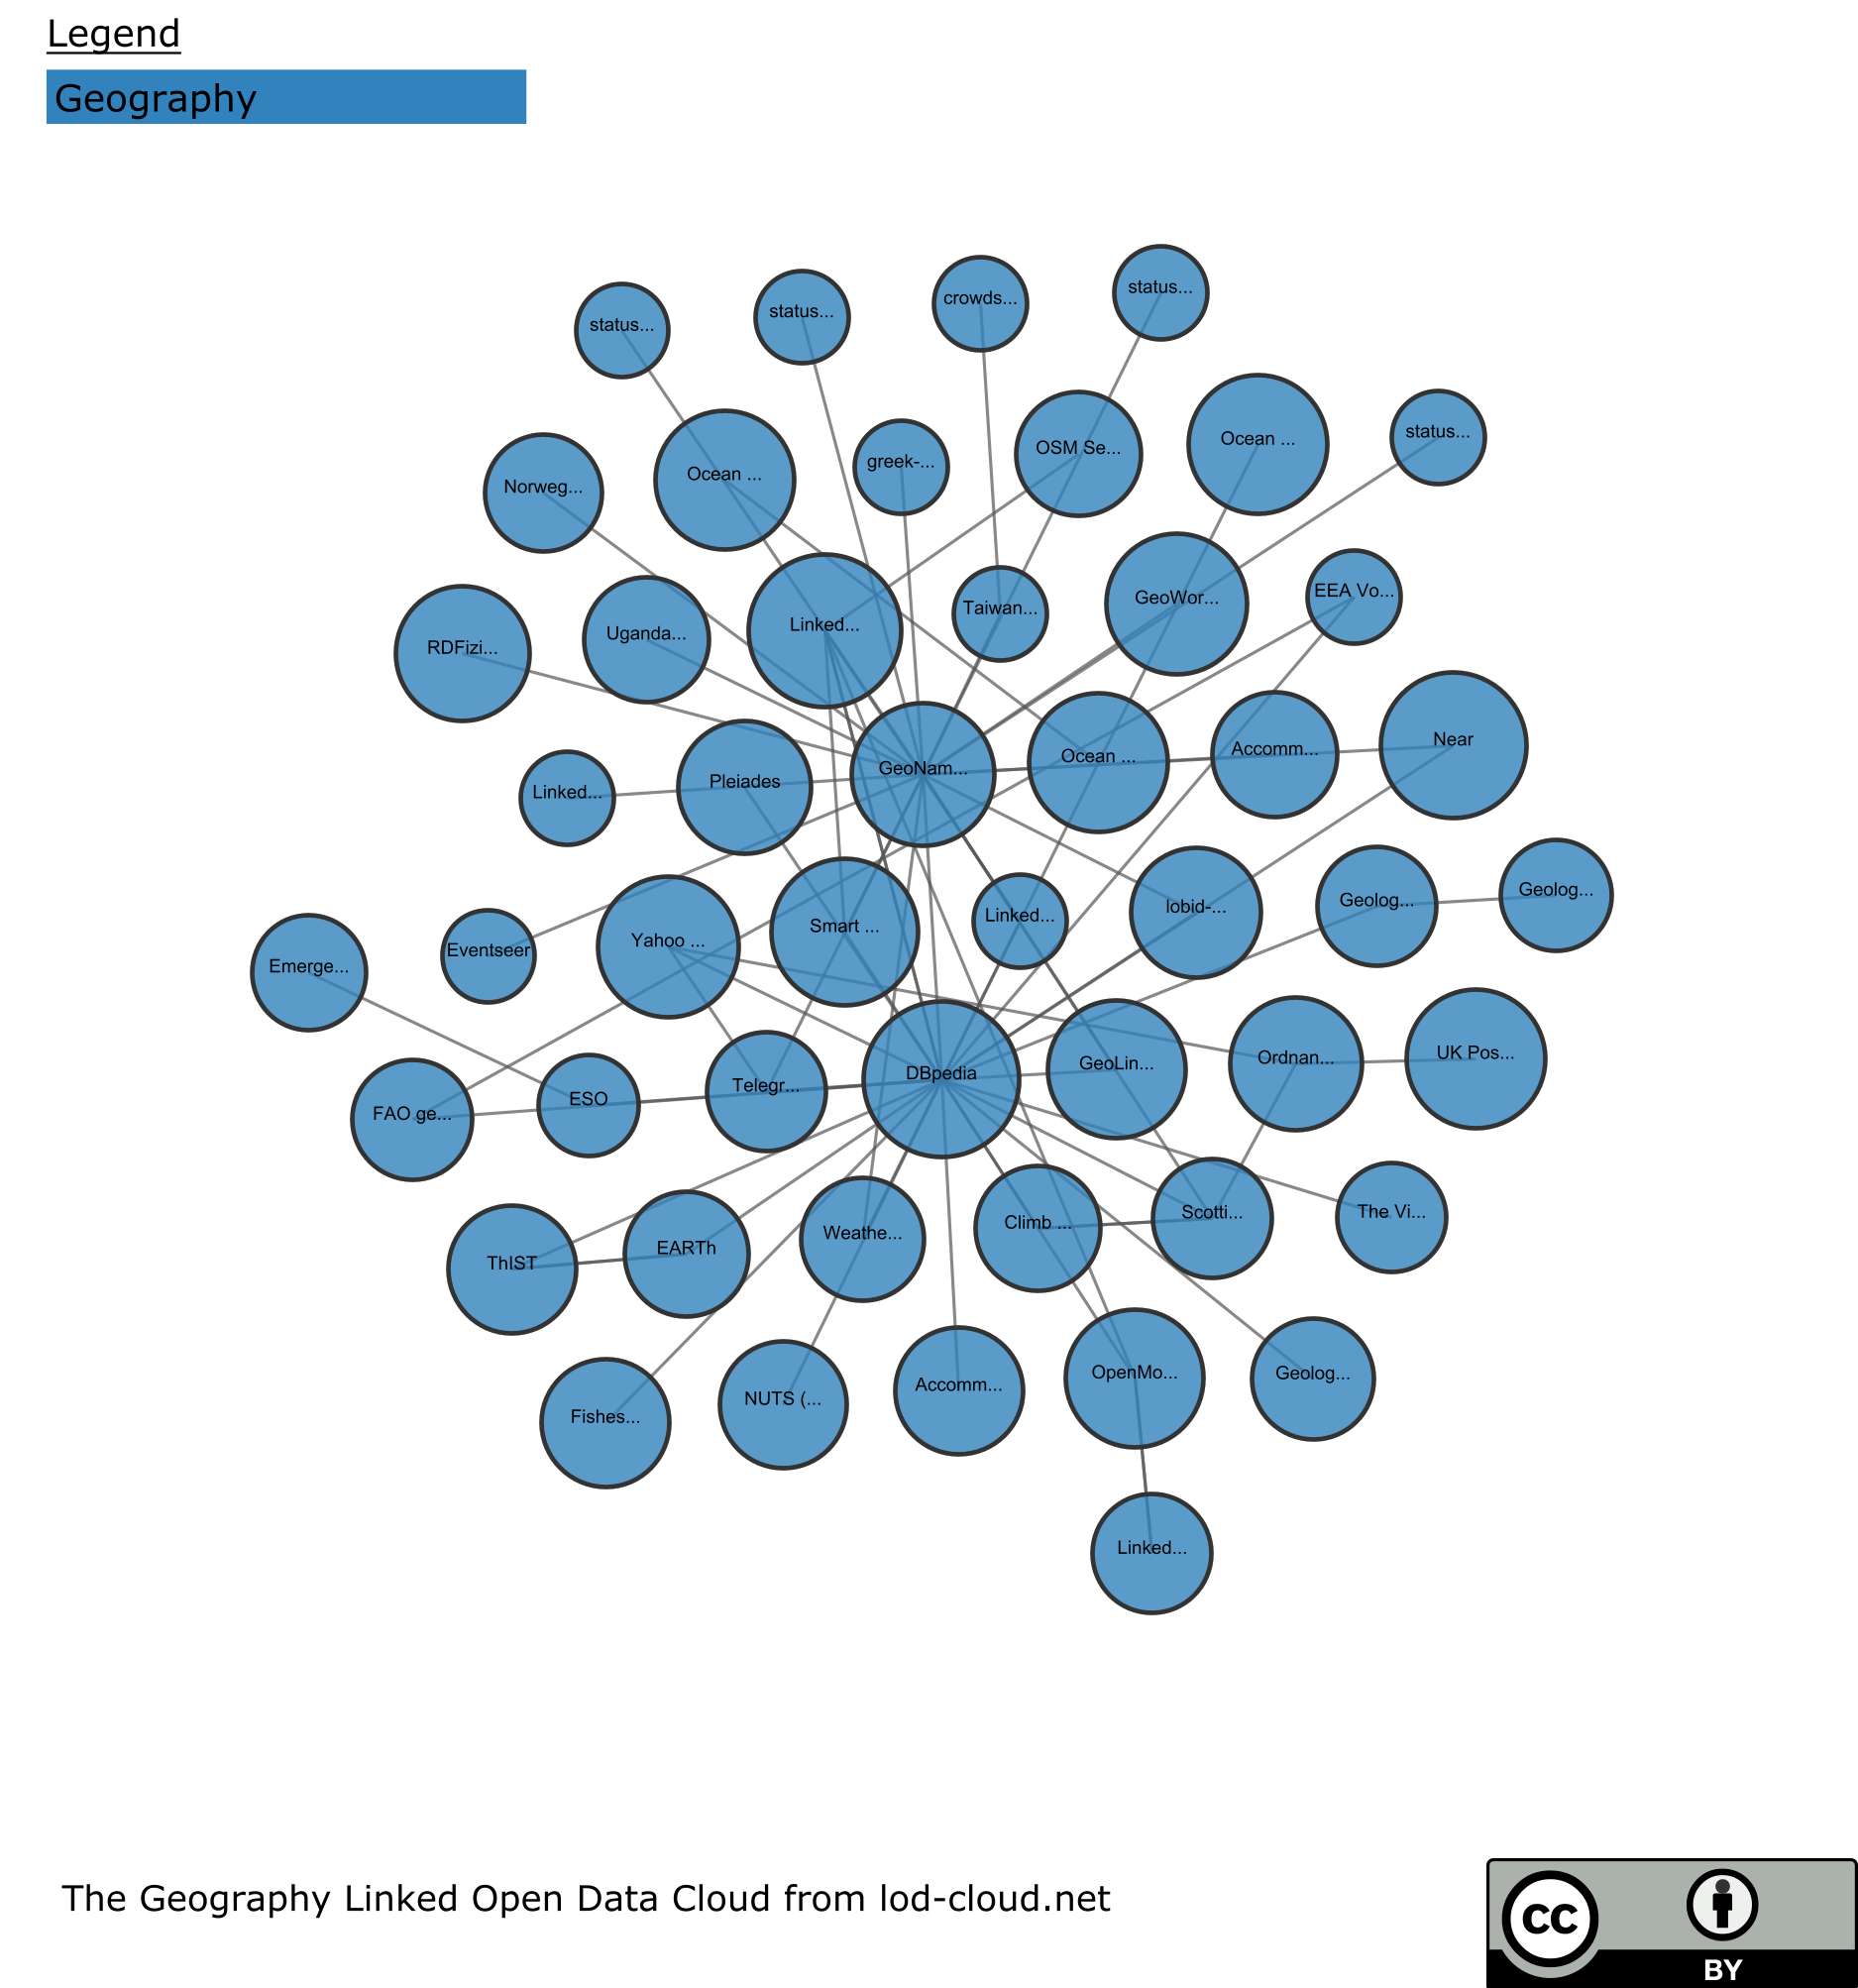 Legend
Geography
status...
status...
crowds...
status...
Norweg...
Ocean ...
greek-...
OSM Se...
Ocean ...
status...
RDFizi...
Uganda...
Linked...
Taiwan...
GeoWor...
EEA Vo...
Linked...
Pleiades
GeoNam...
Ocean ...
Accomm...
Near
Emerge...
Eventseer
Yahoo ...
Smart ...
Linked...
lobid-...
Geolog...
Geolog...
FAO ge...
ESO
Telegr...
DBpedia
GeoLin...
Ordnan...
UK Pos...
ThIST
EARTh
Weathe...
Climb ...
Scotti...
The Vi...
Fishes...
NUTS (...
Accomm...
OpenMo...
Geolog...
Linked...
The Geography Linked Open Data Cloud from lod-cloud.net
cc
BY